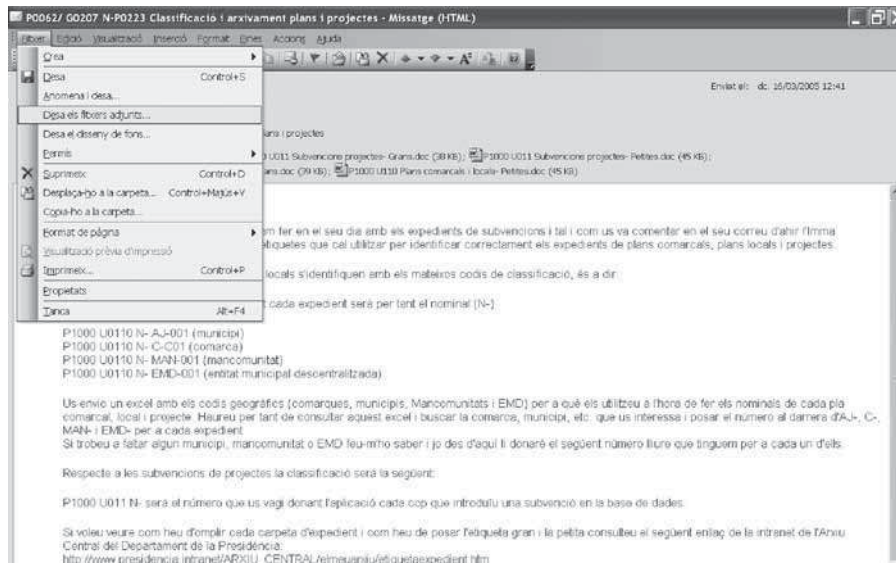 P0062/ G0207 N-P0223 Classificació i arxivament plans i projectes - Missatge (HTML)
Fitxer Edició Visualització Inserció Format Eines Accions Ajuda
Crea
Desa Control+S
Anomena i desa...
Desa els fitxers adjunts...
Desa el disseny de fons...
Permís
Suprimeix Control+D
Desplaça-ho a la carpeta... Control+Majús+V
Copia-ho a la carpeta...
Format de pàgina
Visualització prèvia d'impressió
Imprimeix... Control+P
Propietats
Tanca Alt+F4
Enviat el: dc. 16/03/2005 12:41
ans i projectes
U011 Subvencions projectes- Grans.doc (38 KB); P1000 U011 Subvencions projectes- Petites.doc (45 KB);
ans.doc (39 KB); P1000 U110 Plans comarcals i locals- Petites.doc (45 KB)
m fer en el seu dia amb els expedients de subvencions i tal i com us va comentar en el seu correu d'ahir l'Imma
etiquetes que cal utilitzar per identificar correctament els expedients de plans comarcals, plans locals i projectes.
locals s'identifiquen amb els mateixos codis de classificació, és a dir:
t cada expedient serà per tant el nominal (N-)
P1000 U0110 N- AJ-001 (municipi)
P1000 U0110 N- C-C01 (comarca)
P1000 U0110 N- MAN-001 (mancomunitat)
P1000 U0110 N- EMD-001 (entitat municipal descentralitzada)
Us envio un excel amb els codis geogràfics (comarques, municipis, Mancomunitats i EMD) per a què els utilitzeu a l'hora de fer els nominals de cada pla
comarcal, local i projecte. Haureu per tant de consultar aquest excel i buscar la comarca, municipi, etc. que us interessa i posar el número al darrera d'AJ-, C-,
MAN- i EMD- per a cada expedient
Si trobeu a faltar algun municipi, mancomunitat o EMD feu-m'ho saber i jo des d'aquí li donaré el següent número lliure que tinguem per a cada un d'ells.
Respecte a les subvencions de projectes la classificació serà la següent:
P1000 U011 N- serà el número que us vagi donant l'aplicació cada cop que introduïu una subvenció en la base de dades.
Si voleu veure com heu d'omplir cada carpeta d'expedient i com heu de posar l'etiqueta gran i la petita consulteu el següent enllaç de la intranet de l'Arxiu
Central del Departament de la Presidència:
http://www.presidencia.intranet/ARXIU_CENTRAL/elmeuarxiu/etiquetaexpedient.htm